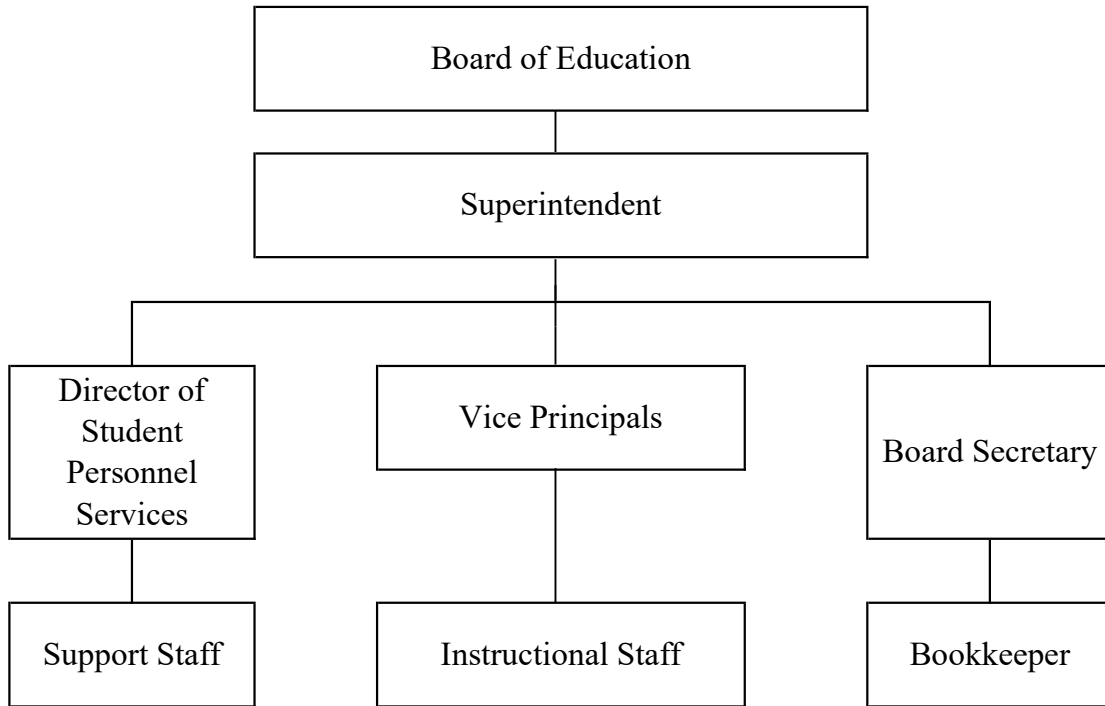 Board of Education
Superintendent
Director of
Student
Personnel
Services
Vice Principals
Board Secretary
Support Staff
Instructional Staff
Bookkeeper